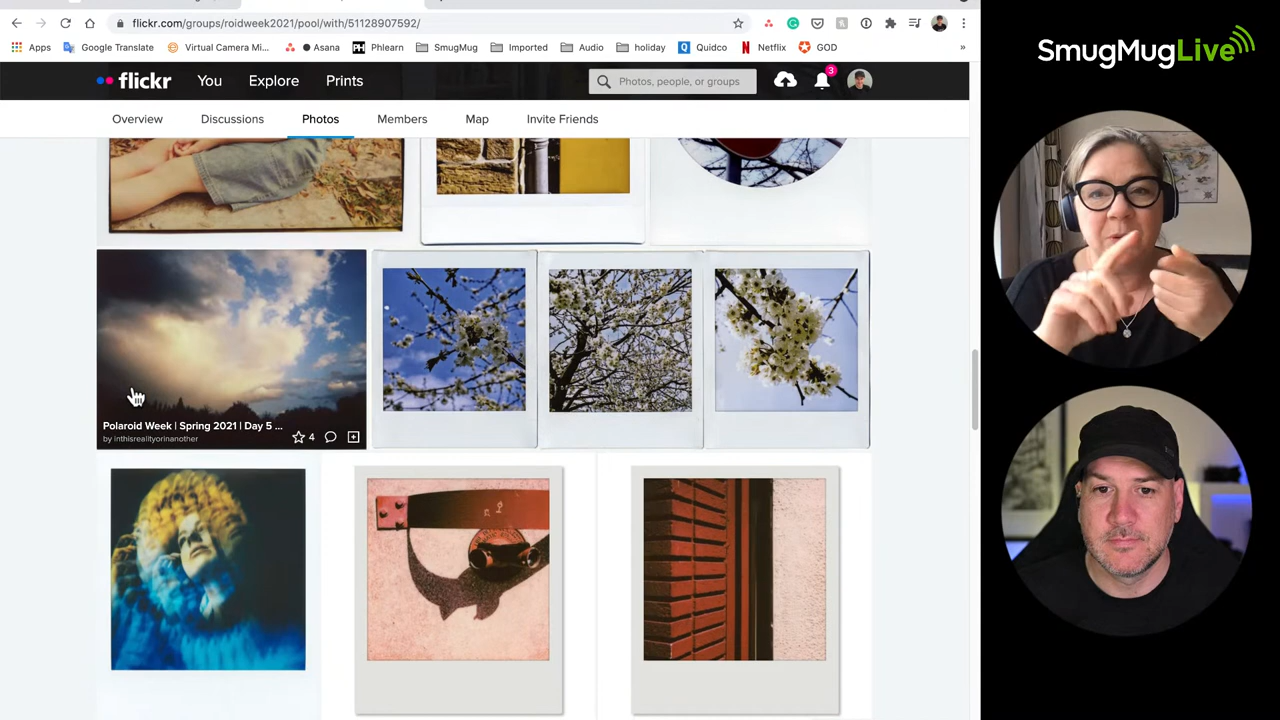 flickr.com/groups/roidweek2021/pool/with/51128907592/
Apps Google Translate Virtual Camera Mi... Asana PH Phlearn SmugMug Imported Audio holiday Q Quidco N Netflix GOD »
flickr You Explore Prints Photos, people, or groups 3
Overview Discussions Photos Members Map Invite Friends
Polaroid Week | Spring 2021 | Day 5 ...
by inthisrealityorinanother
4
SmugMugLive